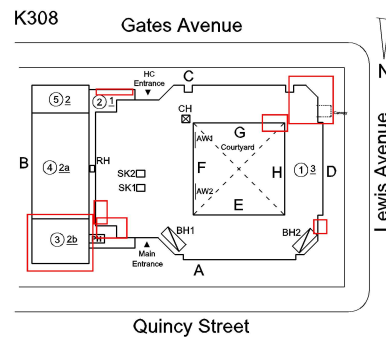 K308
Gates Avenue
N
HC
Entrance
C
5 2
2 1
CH
G
AW1
Courtyard
B
4 2a
RH
SK2
SK1
F
H
1 3
D
Lewis Avenue
AW2
E
3 2b
BH1
BH2
Main
Entrance
A
Quincy Street